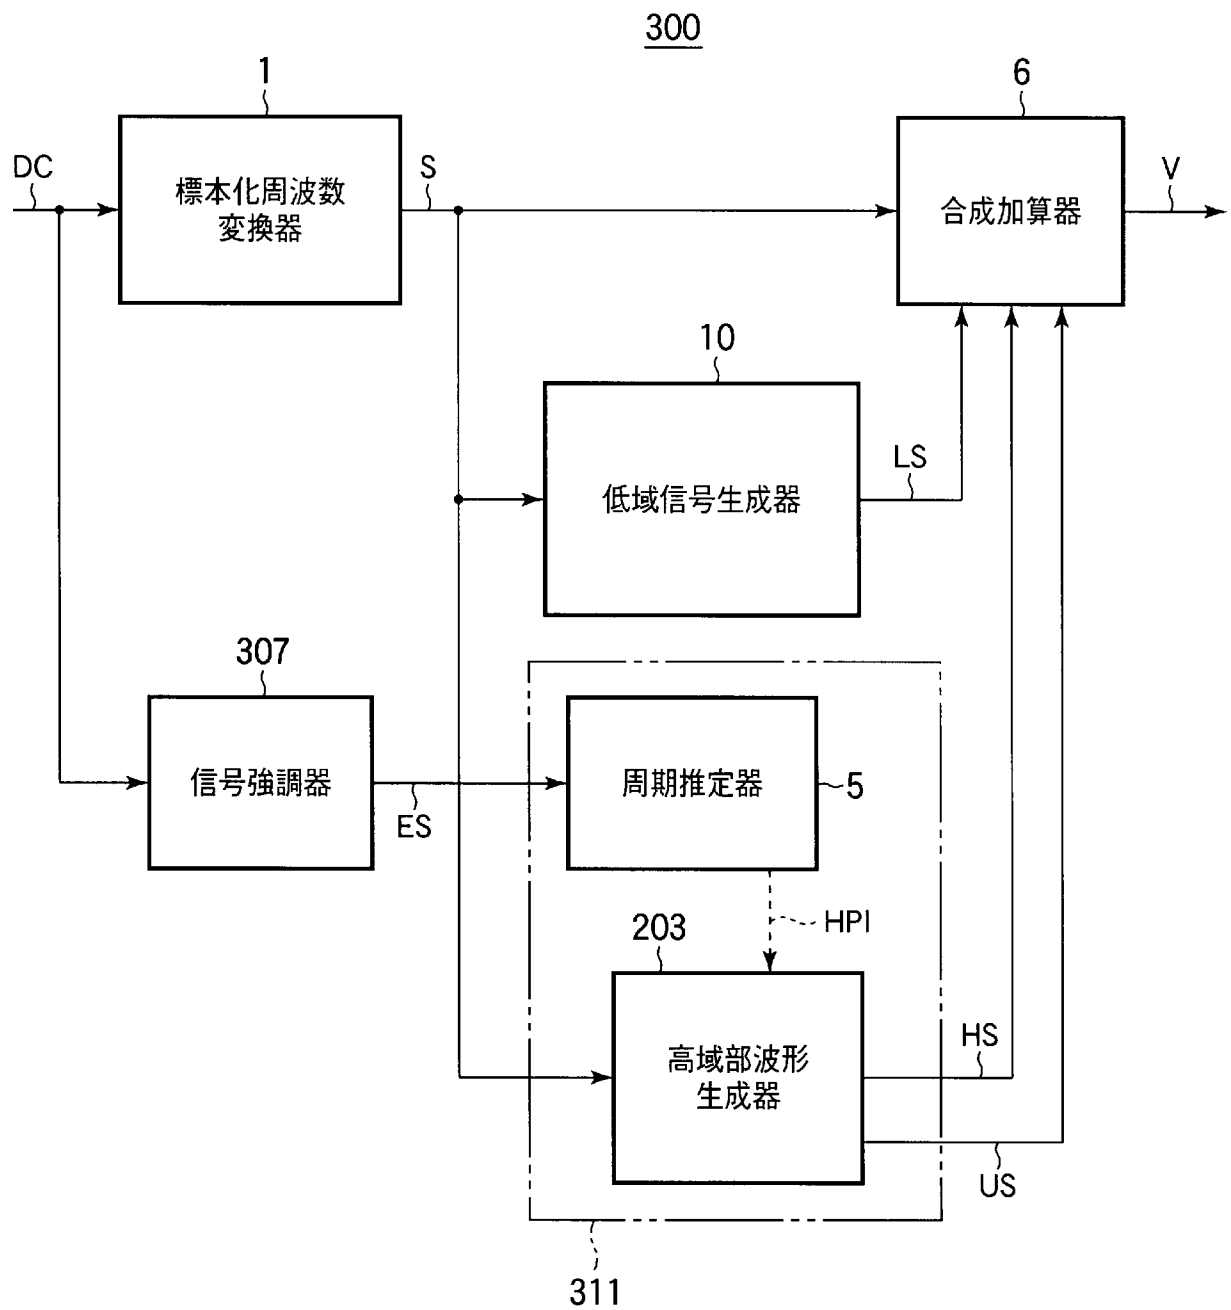 300
1
6
DC
標本化周波数
変換器
S
合成加算器
V
10
低域信号生成器
LS
307
信号強調器
ES
周期推定器
5
HPI
203
高域部波形
生成器
HS
US
311